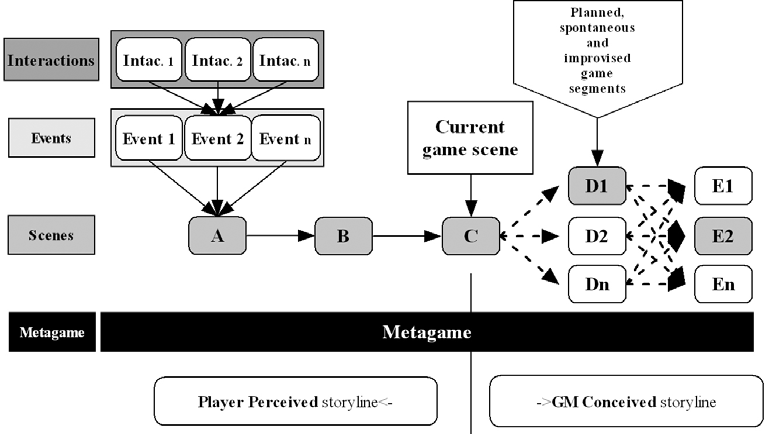 Planned,
spontaneous
and
improvised
game
segments
Interactions
Intac. 1
Intac. 2
Intac. n
Events
Event 1
Event 2
Event n
Current
game scene
Scenes
A
B
C
D1
D2
Dn
E1
E2
En
Metagame
Metagame
Player Perceived storyline<-
->GM Conceived storyline